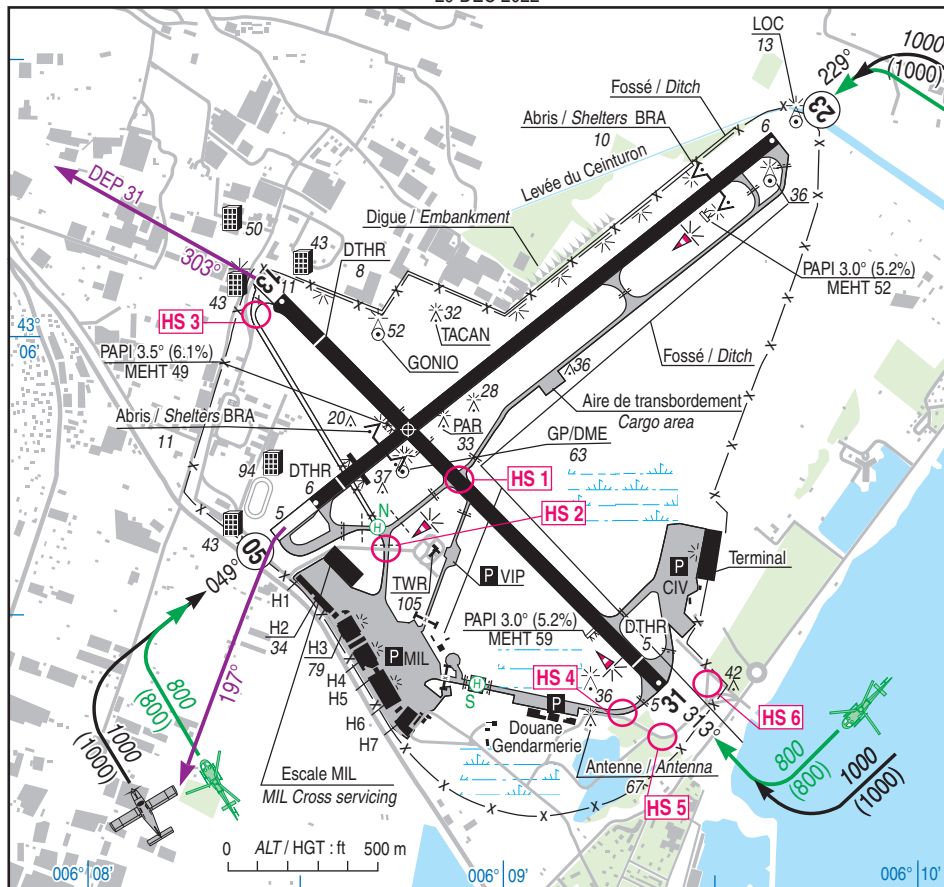 LOC
13
229°
1000
(1000)
23
Fossé / Ditch
Abris / Shelters BRA
10
6
Levée du Ceinturon
36
DEP 31
303°
50
Digue / Embankment
43
DTHR
8
PAPI 3.0° (5.2%)
MEHT 52
13
11
43
HS 3
32
TACAN
52
GONIO
43°
06'
PAPI 3.5° (6.1%)
MEHT 49
Fossé / Ditch
36
Aire de transbordement
Cargo area
28
20
PAR
33
Abris / Shelters BRA
11
GP/DME
63
94
DTHR
6
37
HS 1
HS 2
5
N
H
43
05
049°
P VIP
TWR
105
P
CIV
Terminal
H1
H2
34
H3
79
P MIL
H4
H5
H6
H7
PAPI 3.0° (5.2%)
MEHT 59
DTHR
5
HS 4
36
H
S
P
5
31
313°
42
HS 6
Douane
Gendarmerie
Antenne / Antenna
67
HS 5
197°
800
(800)
1000
(1000)
800
(800)
1000
(1000)
Escale MIL
MIL Cross servicing
0 ALT / HGT : ft 500 m
006° 08'
006° 09'
006° 10'